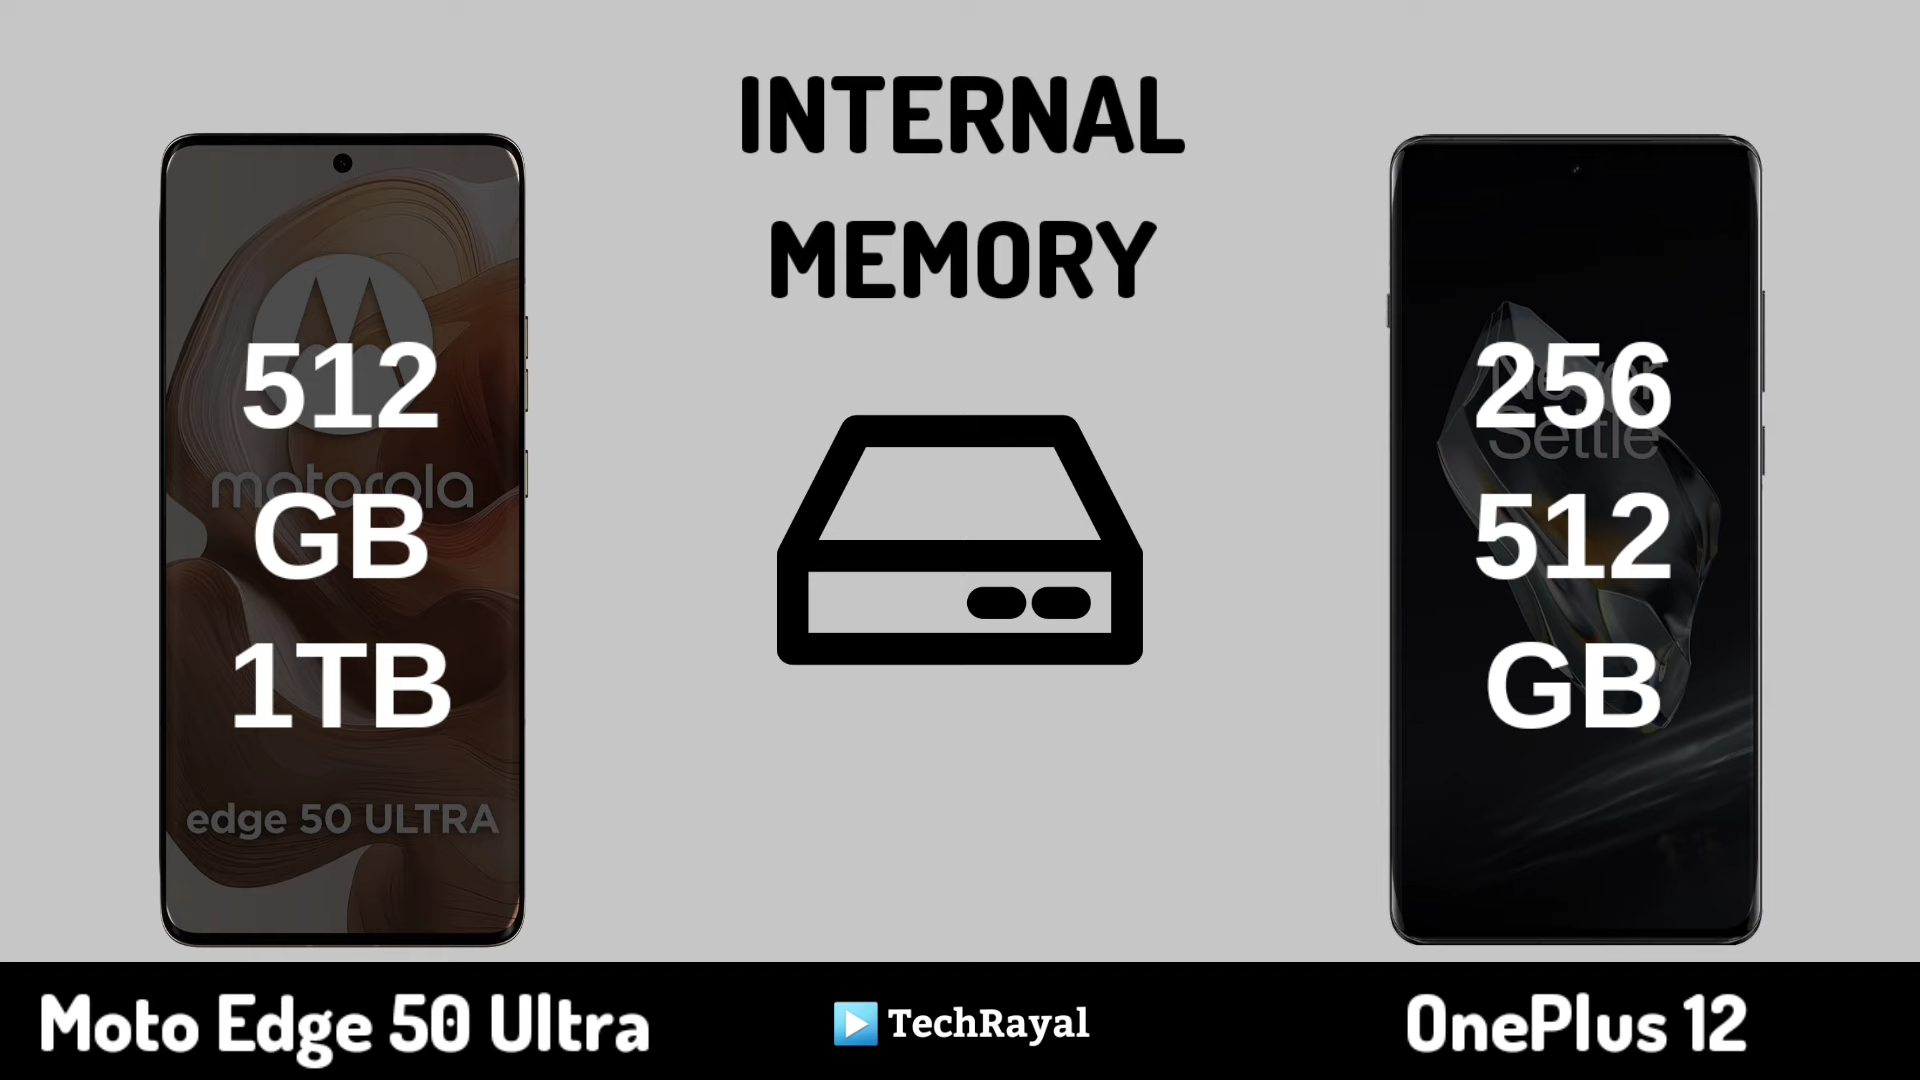 INTERNAL
MEMORY
512
GB
1TB
motorola
edge 50 ULTRA
256
512
GB
Never
Settle
Moto Edge 50 Ultra
TechRayal
OnePlus 12